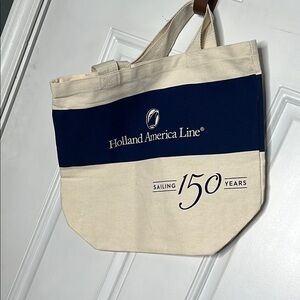 Holland America Line®
SAILING 150 YEARS